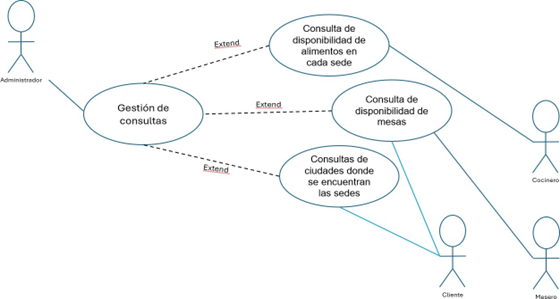 Administrador
Gestión de
consultas
Extend
Extend
Extend
Consulta de
disponibilidad de
alimentos en
cada sede
Consulta de
disponibilidad de
mesas
Consultas de
ciudades donde
se encuentran
las sedes
Cocinero
Cliente
Mesero